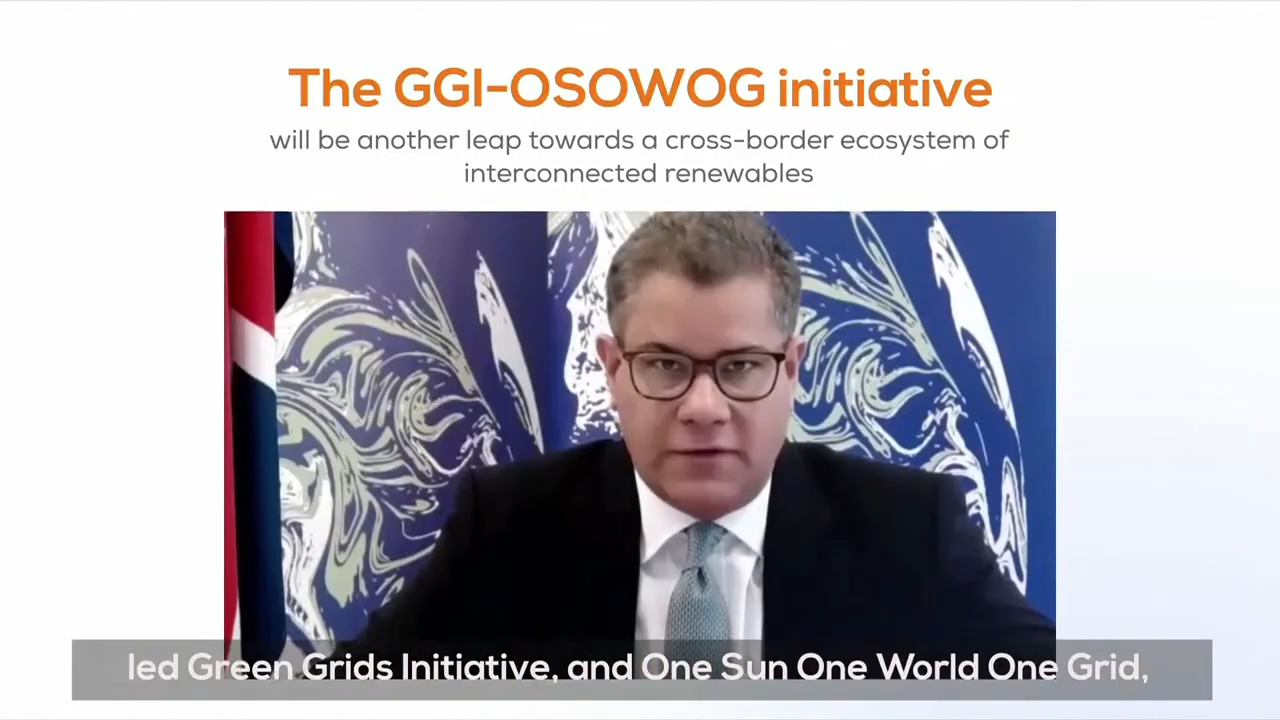 The GGI-OSOWOG initiative
will be another leap towards a cross-border ecosystem of
interconnected renewables
led Green Grids Initiative, and One Sun One World One Grid,